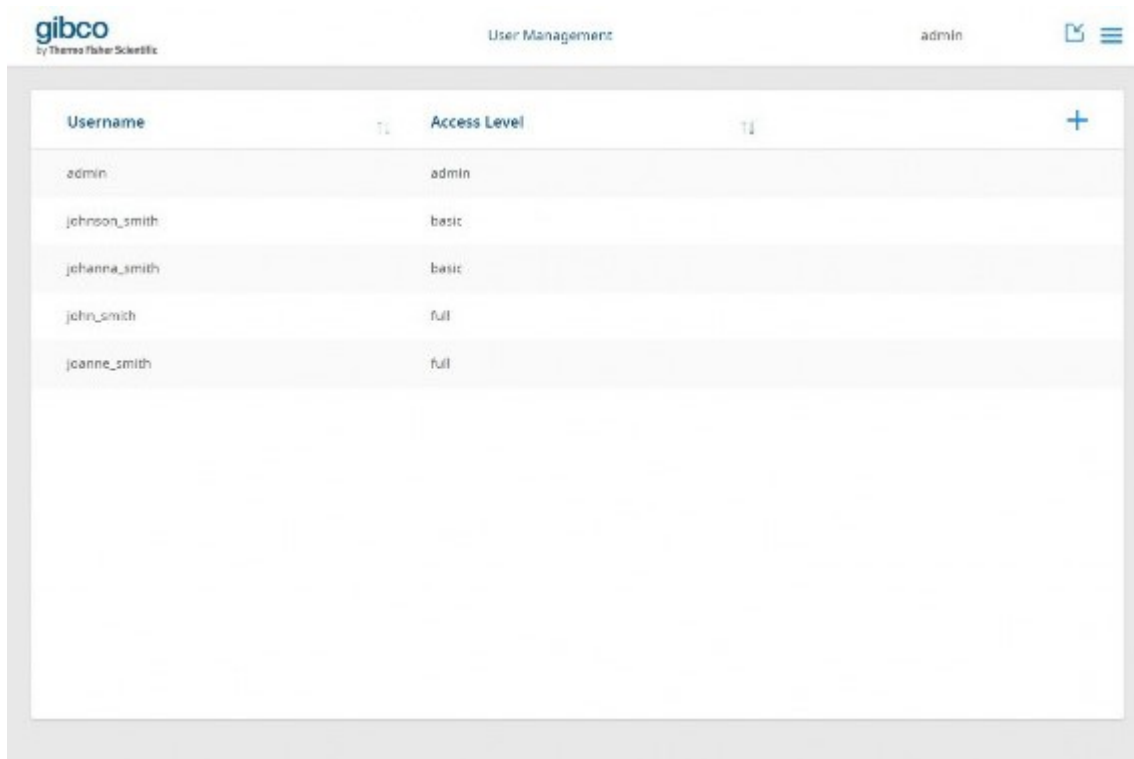 gibco
by Thermo Fisher Scientific
User Management
admin
Username
Access Level
admin
admin
johnson_smith
basic
johanna_smith
basic
john_smith
full
joanne_smith
full